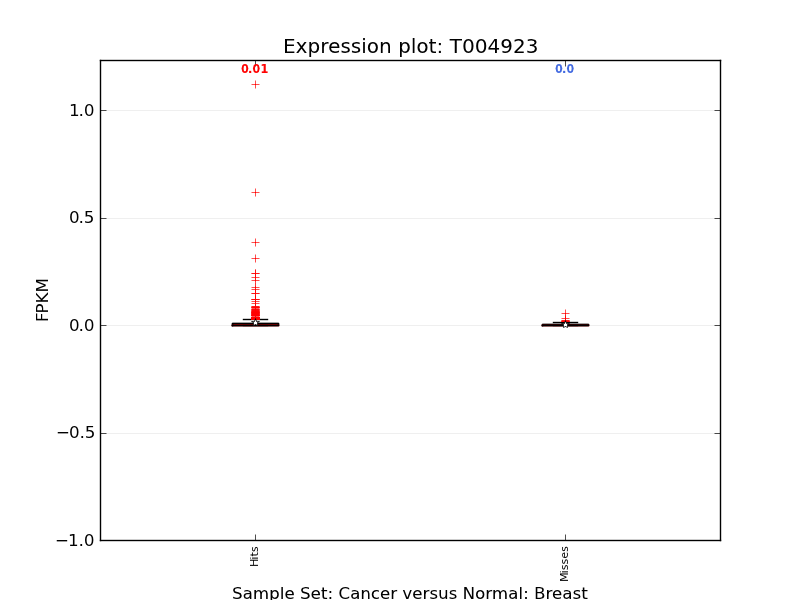 Expression plot: T004923
0.01
0.0
1.0
0.5
0.0
−0.5
−1.0
FPKM
Hits
Misses
Sample Set: Cancer versus Normal: Breast